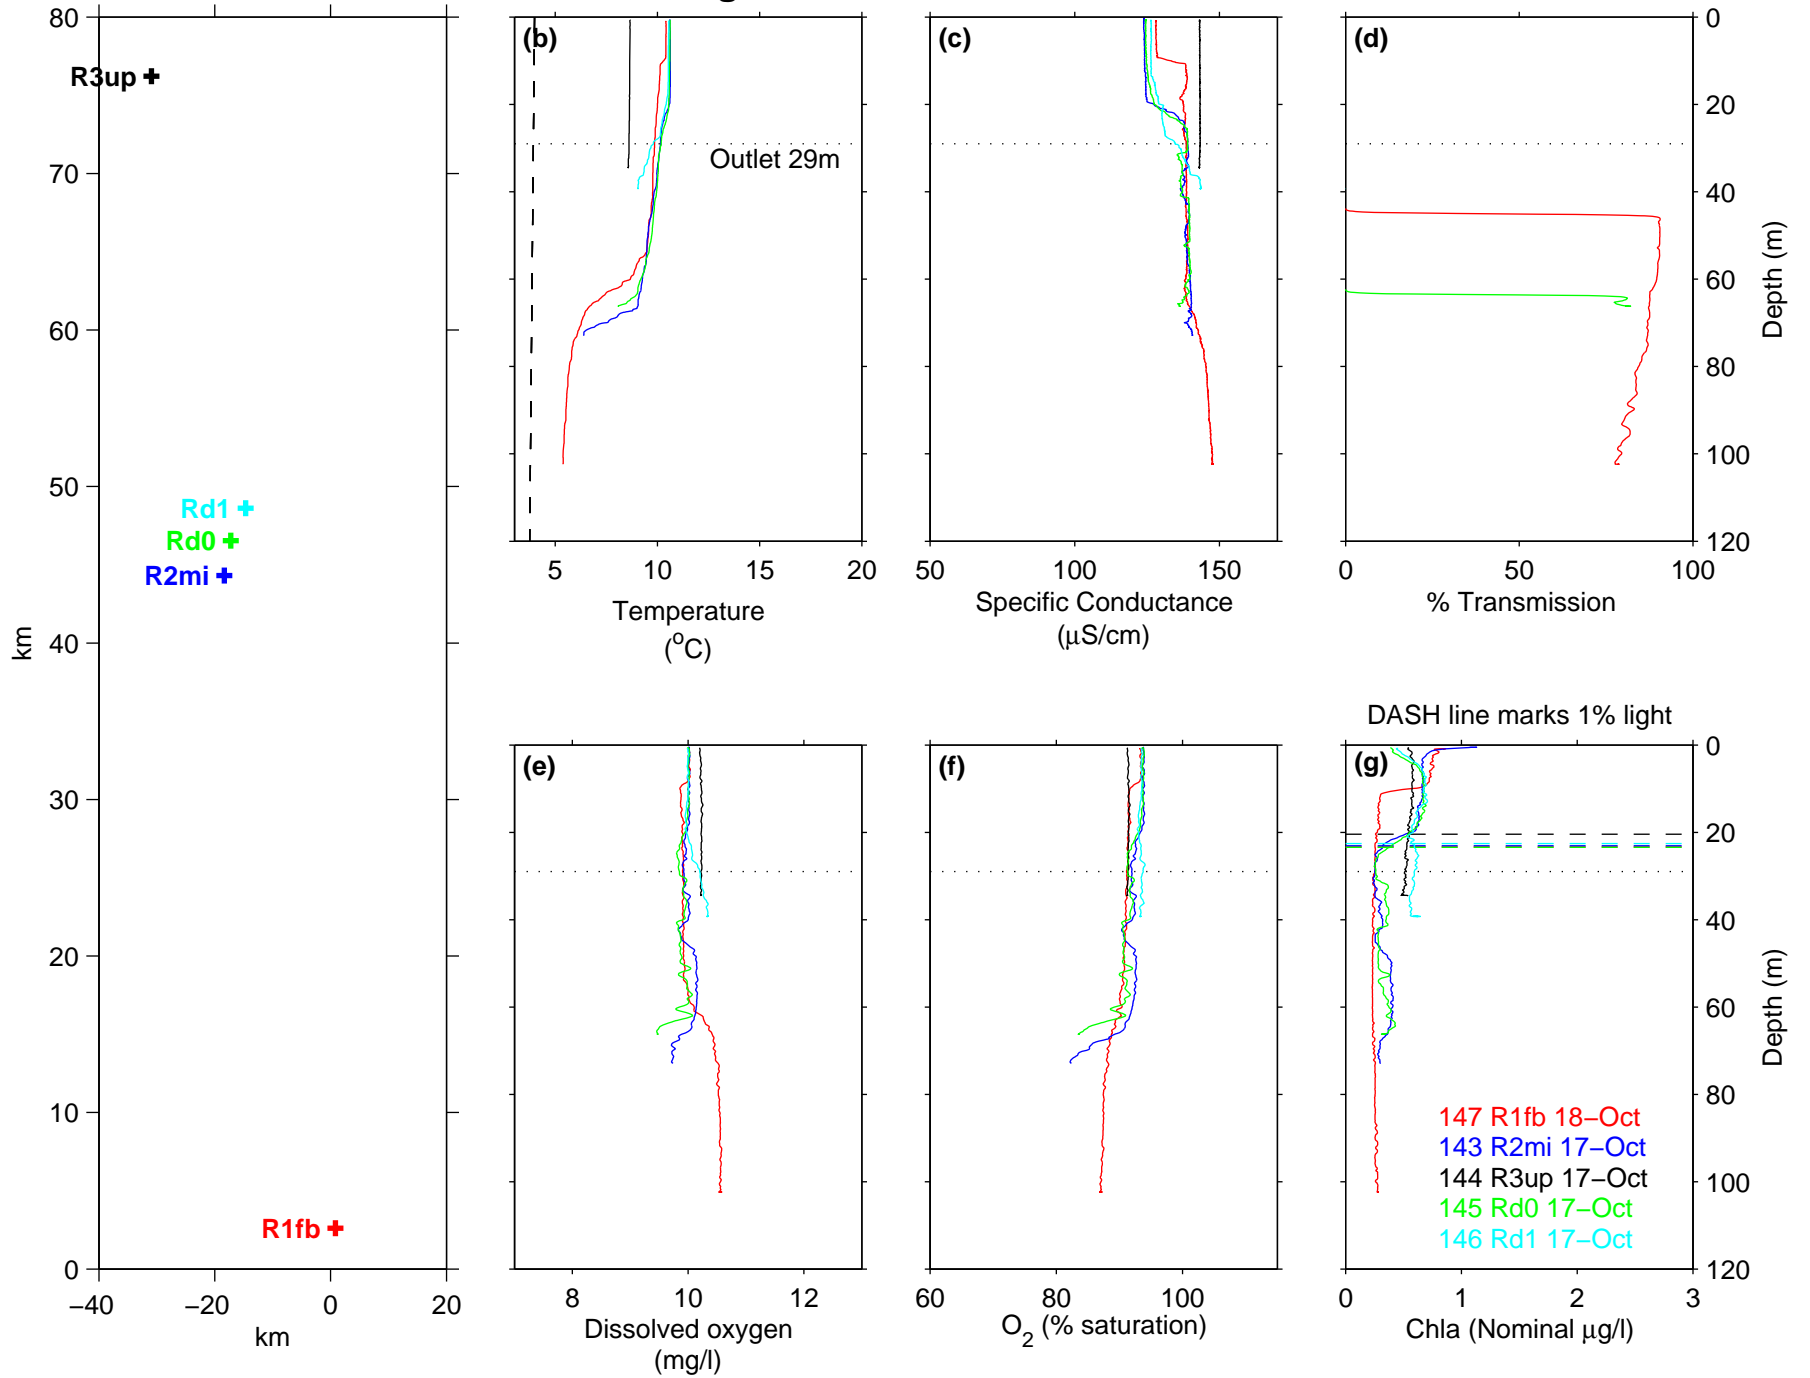 80
70
60
50
40
30
20
10
0
km
−40
−20
0
20
km
R3up
Rd1
Rd0
R2mi
R1fb
(b)
Outlet 29m
5
10
15
20
Temperature
(°C)
(c)
50
100
150
Specific Conductance
(μS/cm)
(d)
0
20
40
60
80
100
120
Depth (m)
0
50
100
% Transmission
(e)
8
10
12
Dissolved oxygen
(mg/l)
(f)
60
80
100
O2 (% saturation)
DASH line marks 1% light
(g)
0
20
40
60
80
100
120
Depth (m)
147 R1fb 18−Oct
143 R2mi 17−Oct
144 R3up 17−Oct
145 Rd0 17−Oct
146 Rd1 17−Oct
0
1
2
3
Chla (Nominal μg/l)